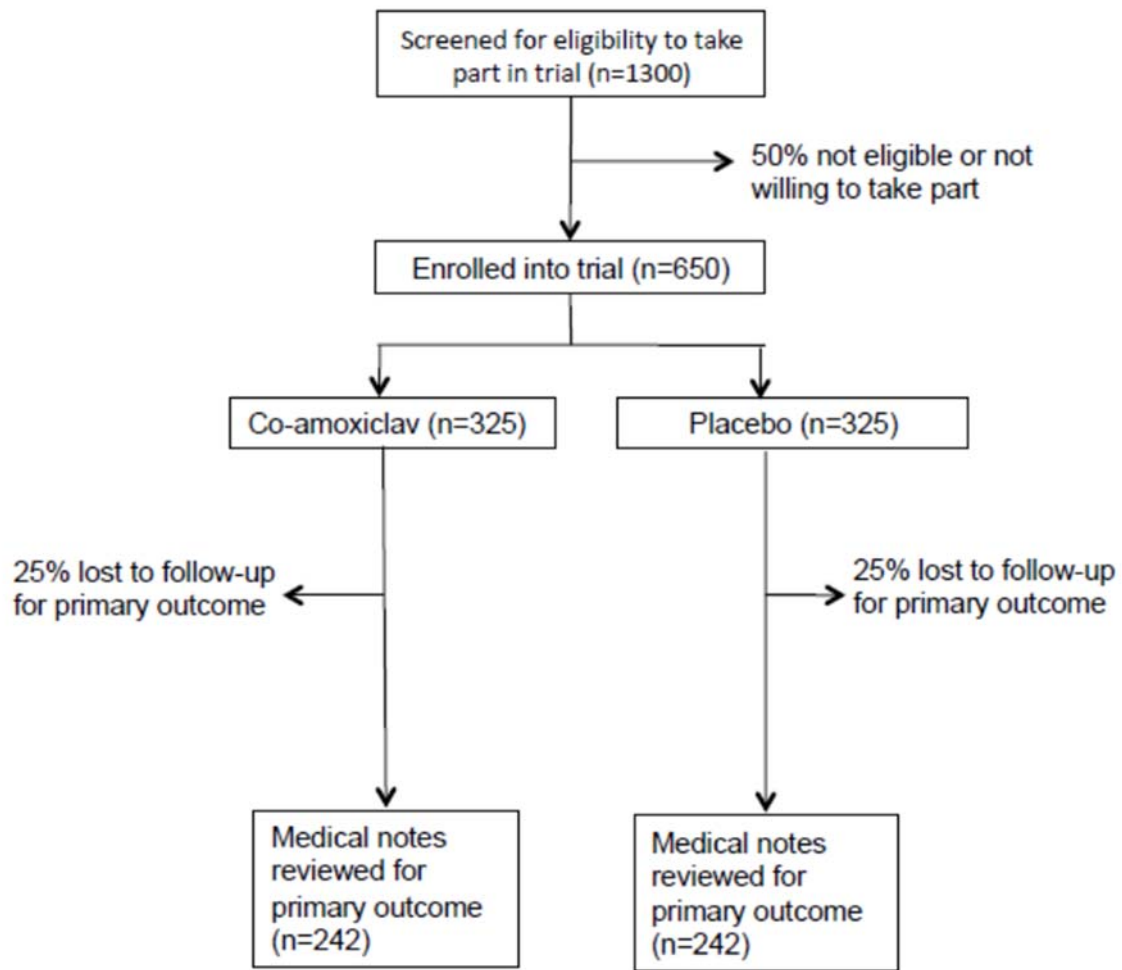 Screened for eligibility to take
part in trial (n=1300)
50% not eligible or not
willing to take part
Enrolled into trial (n=650)
Co-amoxiclav (n=325)
Placebo (n=325)
25% lost to follow-up
for primary outcome
25% lost to follow-up
for primary outcome
Medical notes
reviewed for
primary outcome
(n=242)
Medical notes
reviewed for
primary outcome
(n=242)